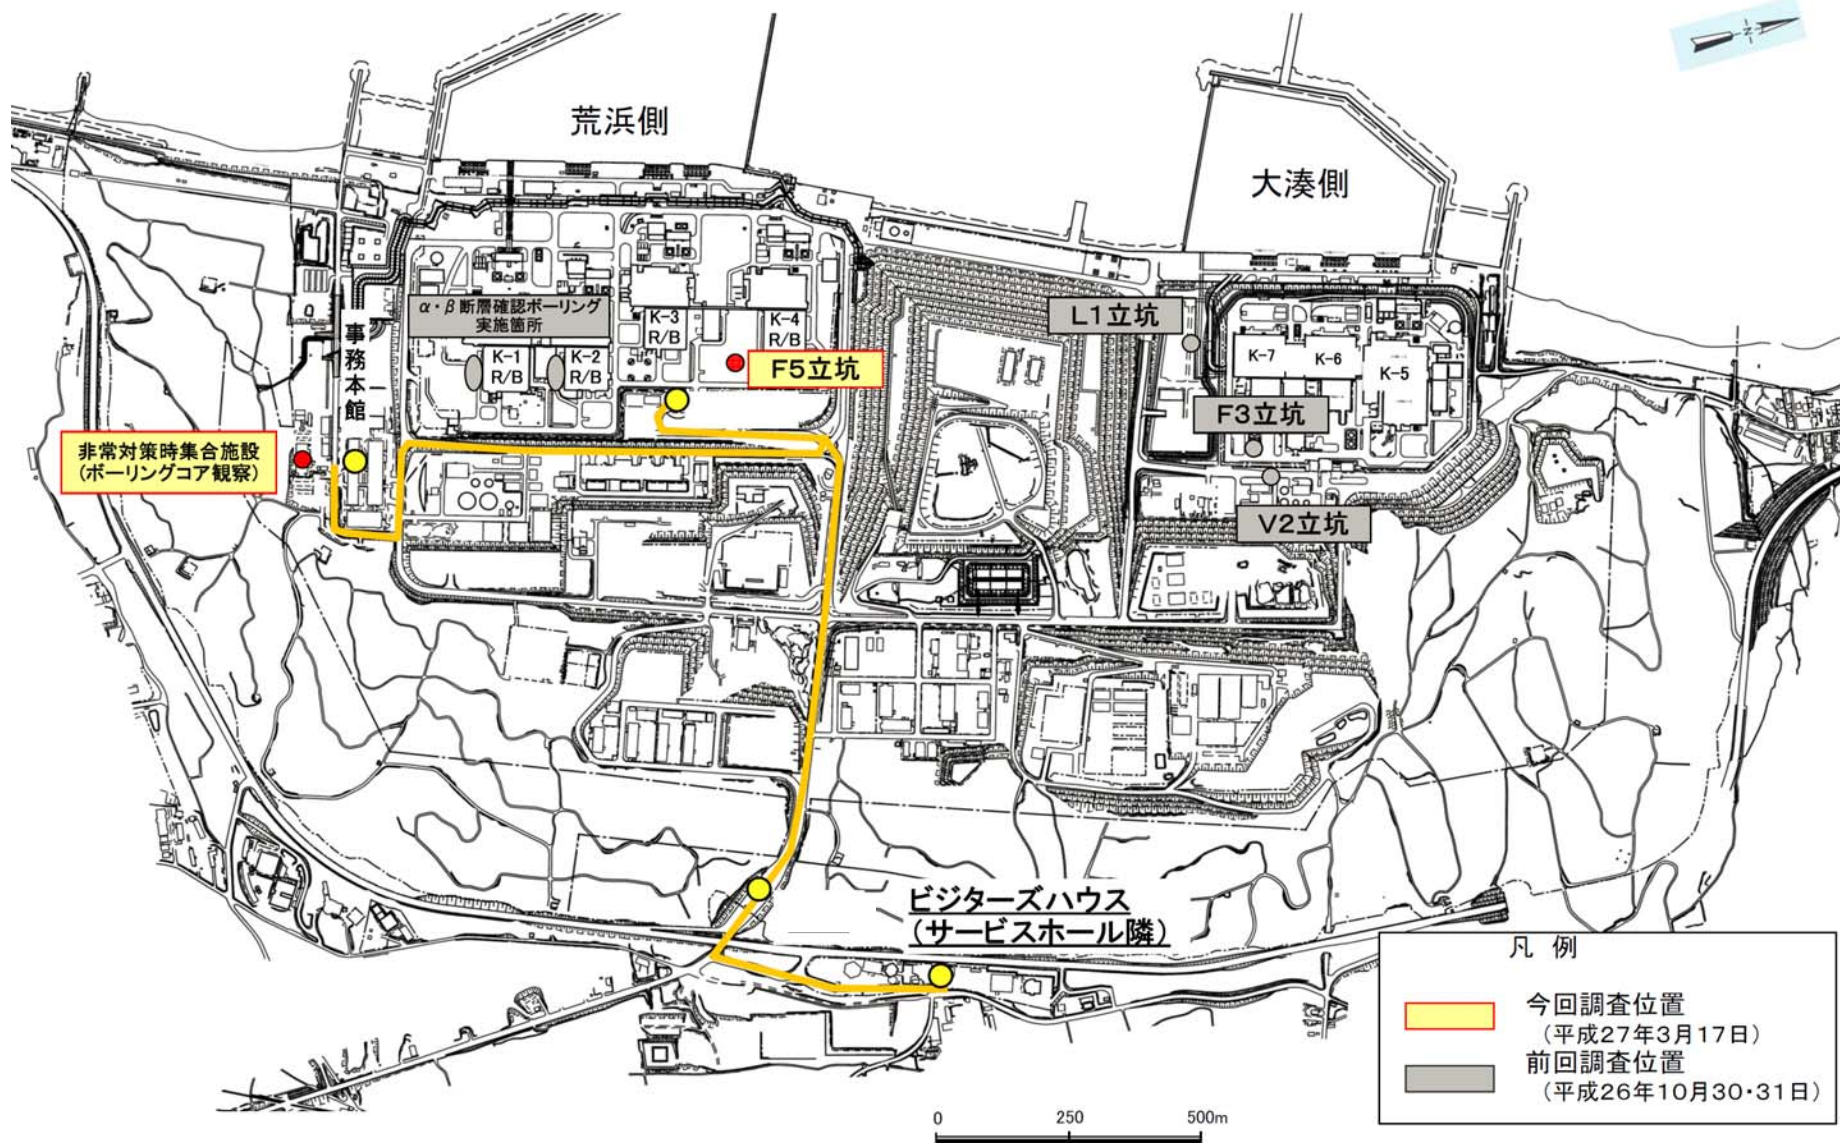 N
荒浜側
大湊側
α・β断層確認ボーリング
実施箇所
K-1
R/B
K-2
R/B
K-3
R/B
K-4
R/B
F5立坑
L1立坑
K-7
K-6
K-5
F3立坑
V2立坑
事務本館
非常対策時集合施設
(ボーリングコア観察)
ビジターズハウス
(サービスホール隣)
凡 例
今回調査位置
(平成27年3月17日)
前回調査位置
(平成26年10月30・31日)
0 250 500m